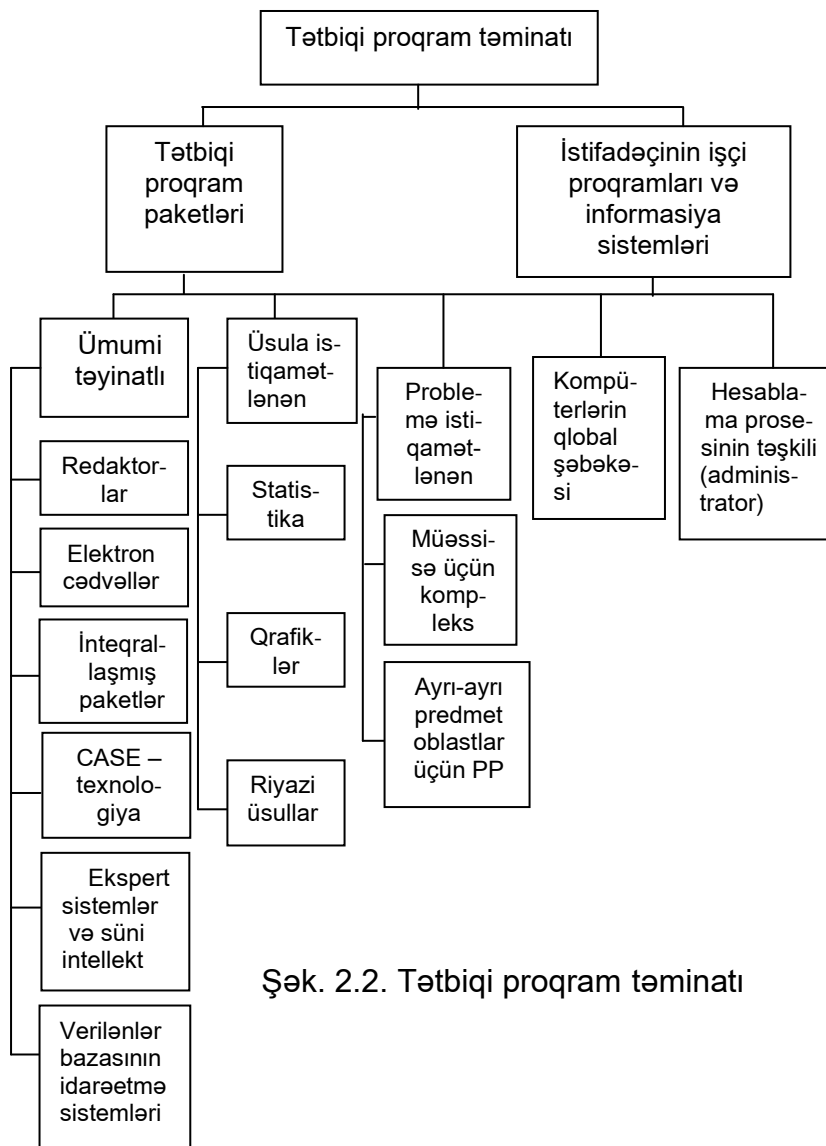 Tətbiqi proqram təminatı
Tətbiqi
proqram
paketləri
İstifadəçinin işçi
proqramları və
informasiya
sistemləri
Ümumi
təyinatlı
Redaktor-
lar
Elektron
cədvəllər
İnteqral-
laşmış
paketlər
CASE –
texnolo-
giya
Ekspert
sistemlər
və süni
intellekt
Verilənlər
bazasının
idarəetmə
sistemləri
Üsula is-
tiqamət-
lənən
Statis-
tika
Qrafik-
lər
Riyazi
üsullar
Proble-
mə isti-
qamət-
lənən
Müəssi-
sə üçün
komp-
leks
Ayrı-ayrı
predmet
oblastlar
üçün PP
Kompü-
terlərin
qlobal
şəbəkə-
si
Hesabla-
ma prose-
sinin təşkili
(adminis-
trator)
Şək. 2.2. Tətbiqi proqram təminatı